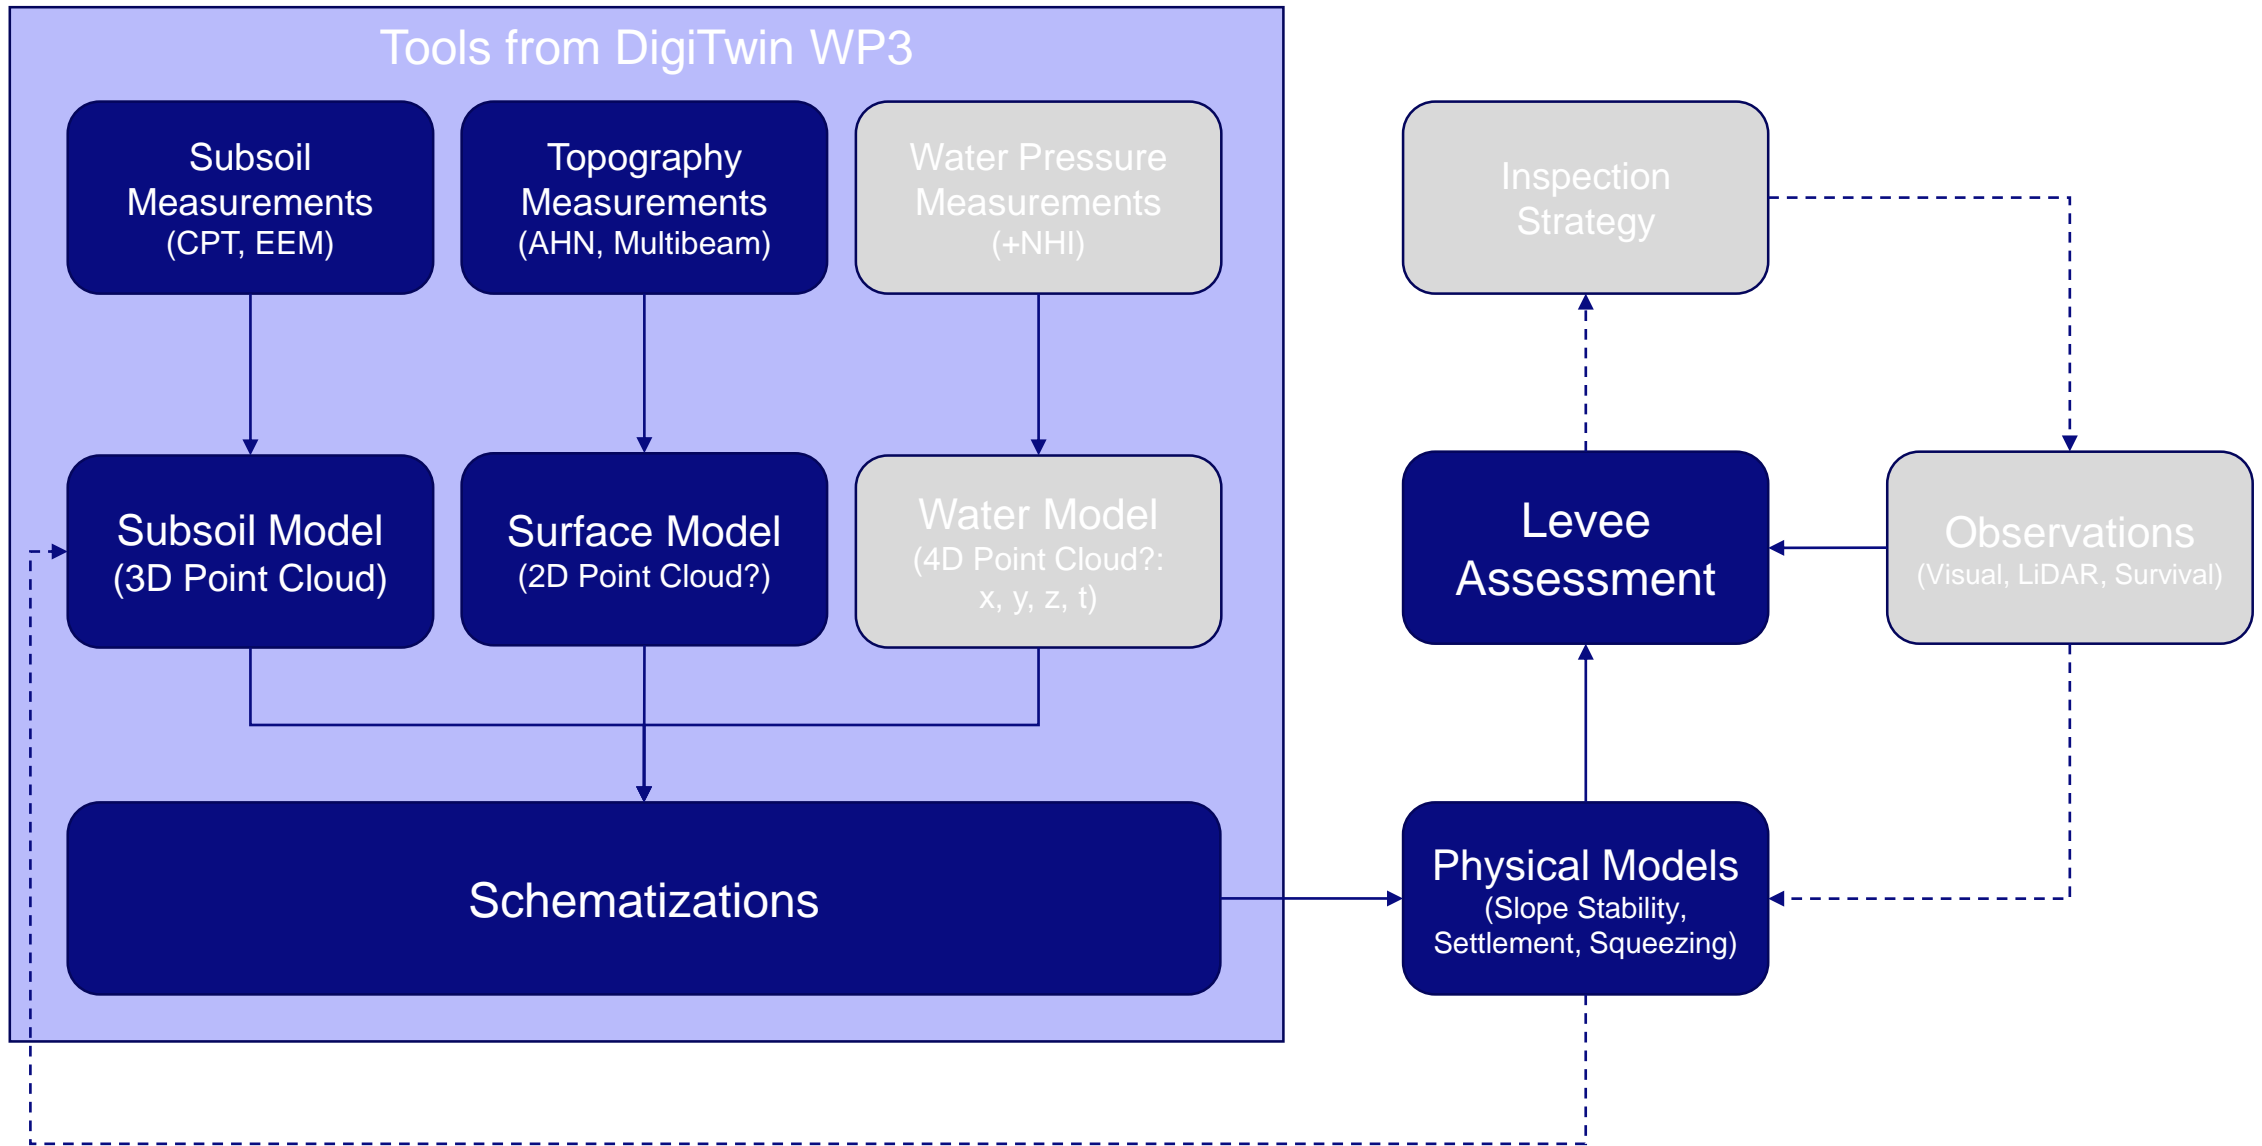 Tools from DigiTwin WP3
Subsoil
Measurements
(CPT, EEM)
Topography
Measurements
(AHN, Multibeam)
Water Pressure
Measurements
(+NHI)
Inspection
Strategy
Subsoil Model
(3D Point Cloud)
Surface Model
(2D Point Cloud?)
Water Model
(4D Point Cloud?:
x, y, z, t)
Levee
Assessment
Observations
(Visual, LiDAR, Survival)
Schematizations
Physical Models
(Slope Stability,
Settlement, Squeezing)